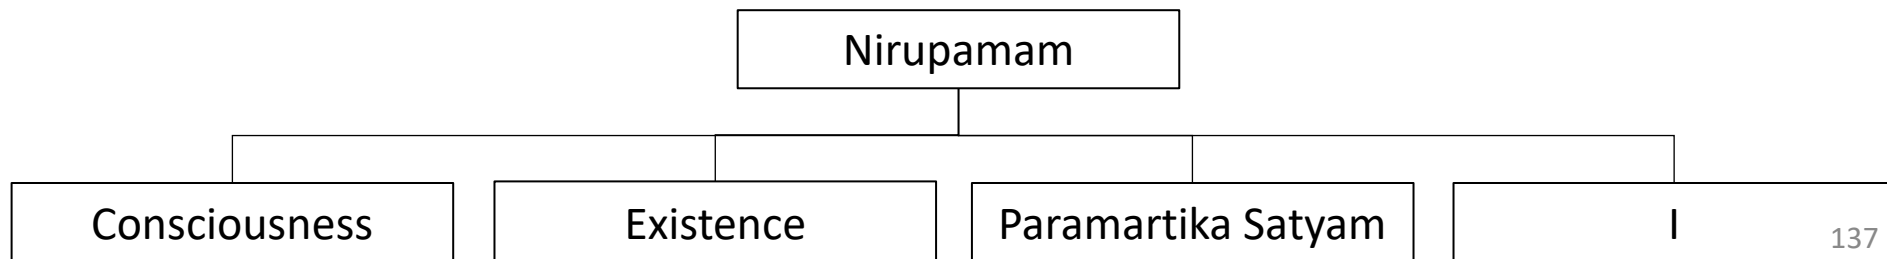 Nirupamam
Consciousness
Existence
Paramartika Satyam
I
137